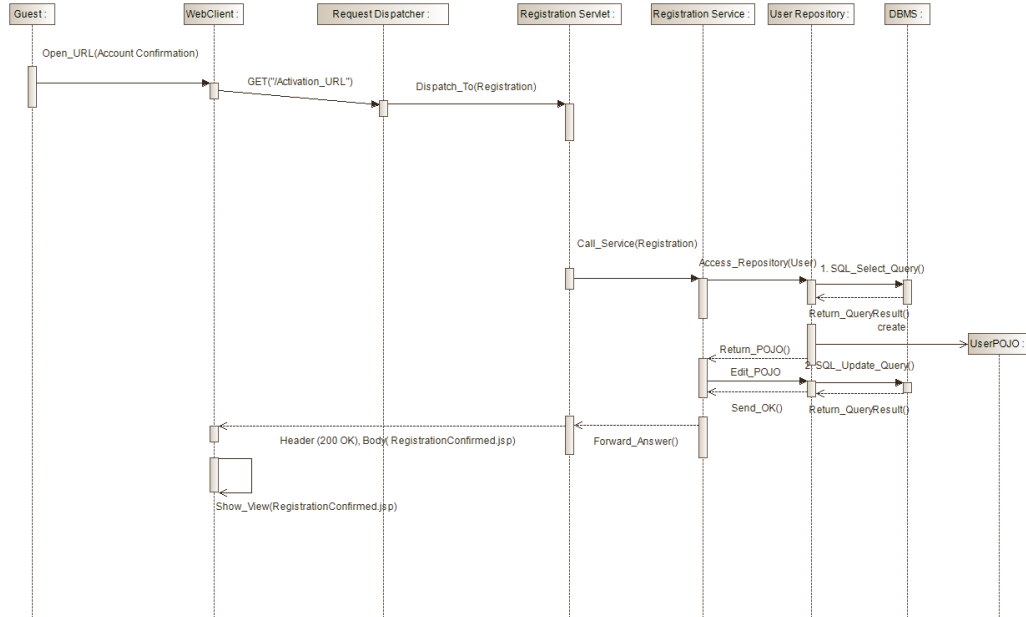 Guest :
WebClient :
Request Dispatcher :
Registration Servlet :
Registration Service :
User Repository :
DBMS :
Open_URL(Account Confirmation)
GET("/Activation_URL")
Dispatch_To(Registration)
Call_Service(Registration)
Access_Repository(User)
1. SQL_Select_Query()
Return_QueryResult()
create
UserPOJO :
Return_POJO()
2. SQL_Update_Query()
Edit_POJO
Send_OK()
Return_QueryResult()
Header (200 OK), Body( RegistrationConfirmed.jsp)
Forward_Answer()
Show_View(RegistrationConfirmed.jsp)